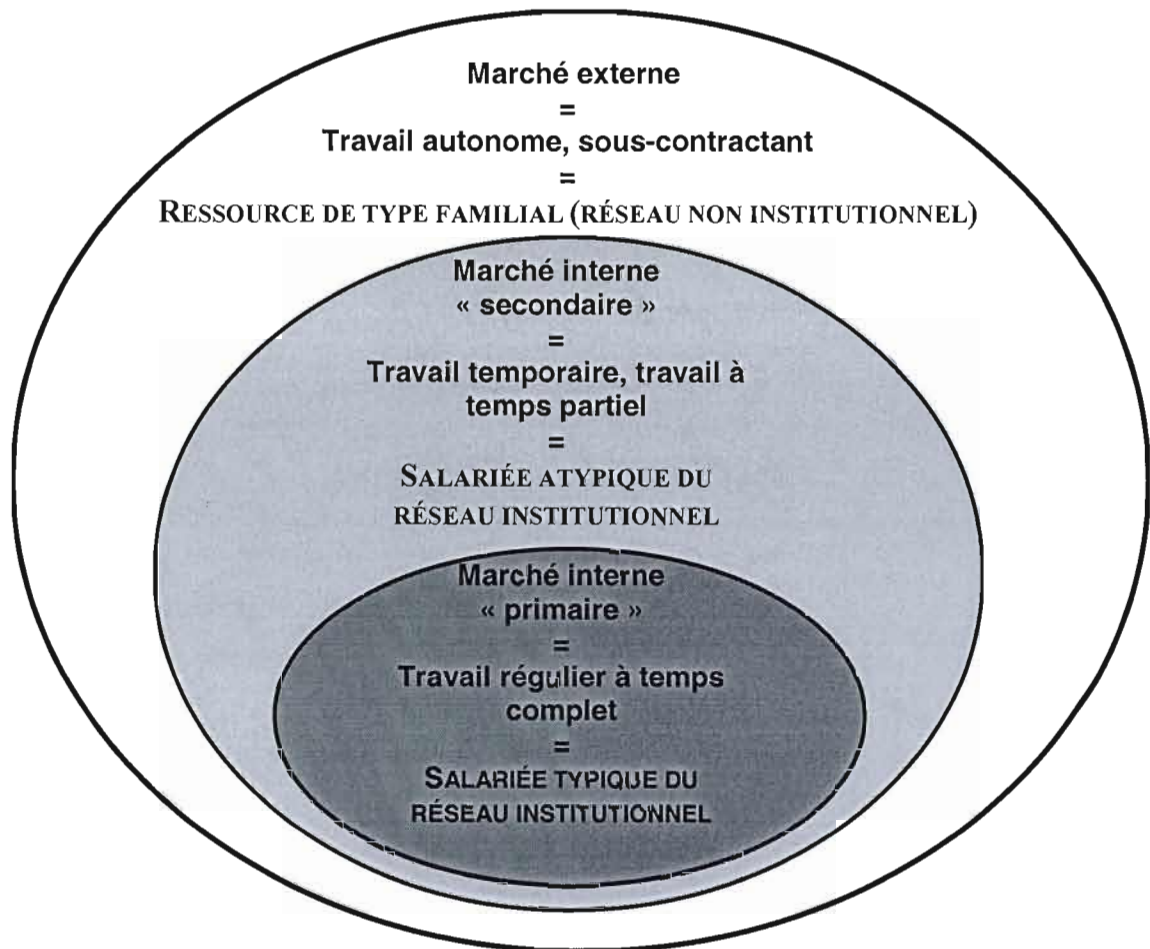 Marché externe
=
Travail autonome, sous-contractant
=
RESSOURCE DE TYPE FAMILIAL (RÉSEAU NON INSTITUTIONNEL)
Marché interne
« secondaire »
=
Travail temporaire, travail à
temps partiel
=
SALARIÉE ATYPIQUE DU
RÉSEAU INSTITUTIONNEL
Marché interne
« primaire »
=
Travail régulier à temps
complet
=
SALARIÉE TYPIQUE DU
RÉSEAU INSTITUTIONNEL